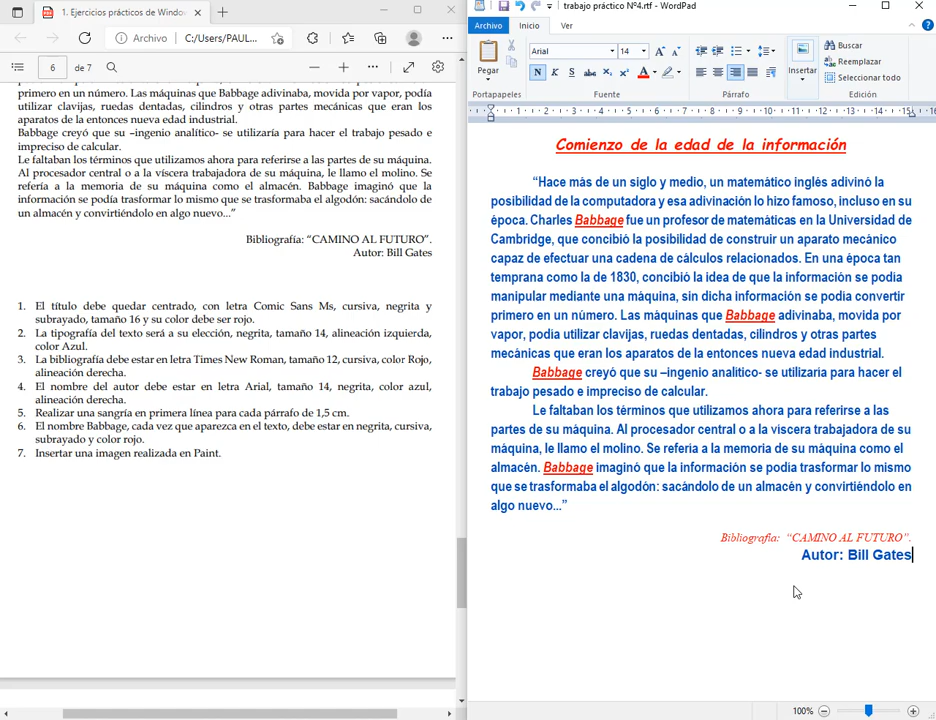 1. Ejercicios prácticos de Windo
Archivo C:/Users/PAUL...
6 de 7
primero en un número. Las máquinas que Babbage adivinaba, movida por vapor, podía
utilizar clavijas, ruedas dentadas, cilindros y otras partes mecánicas que eran los
aparatos de la entonces nueva edad industrial.
Babbage creyó que su –ingenio analítico- se utilizaría para hacer el trabajo pesado e
impreciso de calcular.
Le faltaban los términos que utilizamos ahora para referirse a las partes de su máquina.
Al procesador central o a la víscera trabajadora de su máquina, le llamo el molino. Se
refería a la memoria de su máquina como el almacén. Babbage imaginó que la
información se podía trasformar lo mismo que se trasformaba el algodón: sacándolo de
un almacén y convirtiéndolo en algo nuevo...”
Bibliografía: “CAMINO AL FUTURO”.
Autor: Bill Gates
1. El título debe quedar centrado, con letra Comic Sans Ms, cursiva, negrita y
subrayado, tamaño 16 y su color debe ser rojo.
2. La tipografía del texto será a su elección, negrita, tamaño 14, alineación izquierda,
color Azul.
3. La bibliografía debe estar en letra Times New Roman, tamaño 12, cursiva, color Rojo,
alineación derecha.
4. El nombre del autor debe estar en letra Arial, tamaño 14, negrita, color azul,
alineación derecha.
5. Realizar una sangría en primera línea para cada párrafo de 1,5 cm.
6. El nombre Babbage, cada vez que aparezca en el texto, debe estar en negrita, cursiva,
subrayado y color rojo.
7. Insertar una imagen realizada en Paint.
trabajo práctico Nº4.rtf - WordPad
Archivo Inicio Ver
Pegar
Arial 14
N K S abc X₂ X² A
Insertar
Buscar
Reemplazar
Seleccionar todo
Portapapeles Fuente Párrafo Edición
1 2 3 4 5 6 7 8 9 10 11 12 13 14 15 16
Comienzo de la edad de la información
“Hace más de un siglo y medio, un matemático inglés adivinó la
posibilidad de la computadora y esa adivinación lo hizo famoso, incluso en su
época. Charles Babbage fue un profesor de matemáticas en la Universidad de
Cambridge, que concibió la posibilidad de construir un aparato mecánico
capaz de efectuar una cadena de cálculos relacionados. En una época tan
temprana como la de 1830, concibió la idea de que la información se podía
manipular mediante una máquina, sin dicha información se podía convertir
primero en un número. Las máquinas que Babbage adivinaba, movida por
vapor, podía utilizar clavijas, ruedas dentadas, cilindros y otras partes
mecánicas que eran los aparatos de la entonces nueva edad industrial.
Babbage creyó que su –ingenio analítico- se utilizaría para hacer el
trabajo pesado e impreciso de calcular.
Le faltaban los términos que utilizamos ahora para referirse a las
partes de su máquina. Al procesador central o a la víscera trabajadora de su
máquina, le llamo el molino. Se refería a la memoria de su máquina como el
almacén. Babbage imaginó que la información se podía trasformar lo mismo
que se trasformaba el algodón: sacándolo de un almacén y convirtiéndolo en
algo nuevo...”
Bibliografía: “CAMINO AL FUTURO”.
Autor: Bill Gates
100%